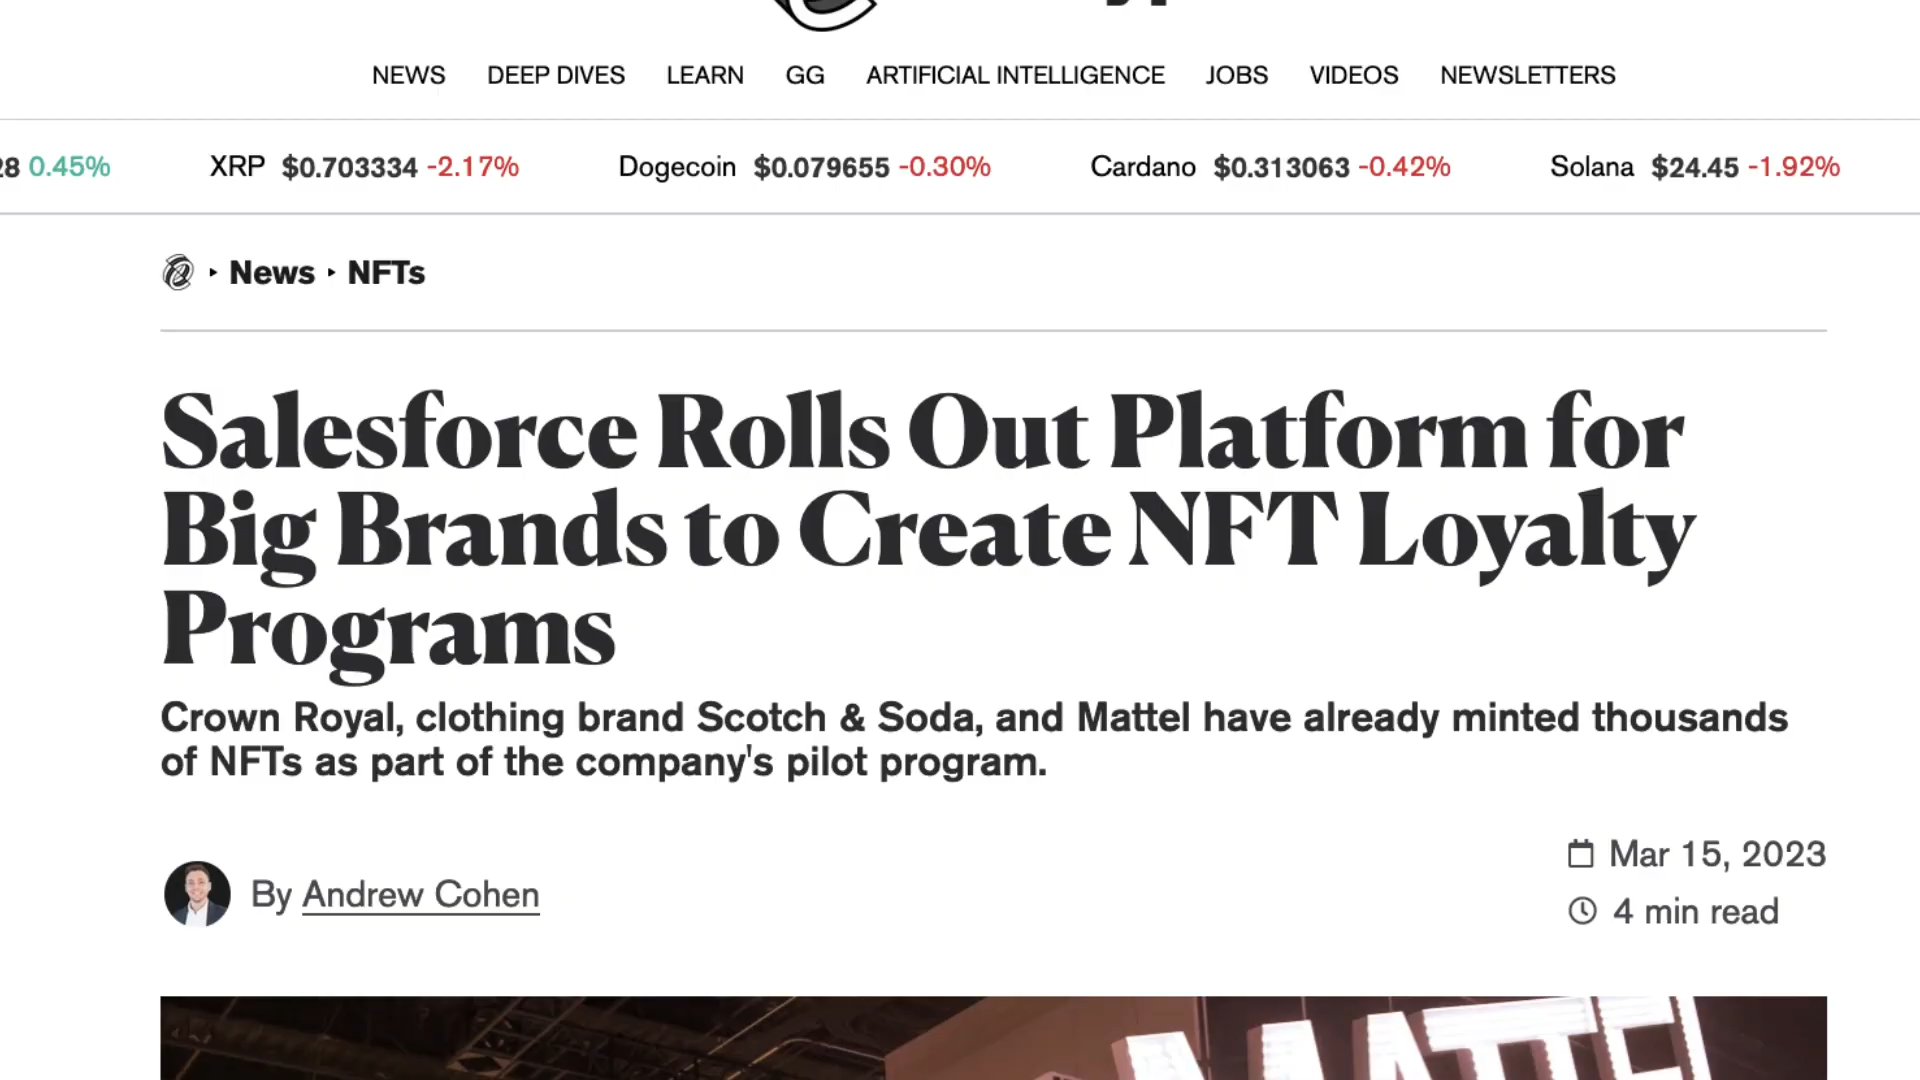 NEWS DEEP DIVES LEARN GG ARTIFICIAL INTELLIGENCE JOBS VIDEOS NEWSLETTERS
28 0.45% XRP $0.703334 -2.17% Dogecoin $0.079655 -0.30% Cardano $0.313063 -0.42% Solana $24.45 -1.92%
News NFTs
Salesforce Rolls Out Platform for
Big Brands to Create NFT Loyalty
Programs
Crown Royal, clothing brand Scotch & Soda, and Mattel have already minted thousands
of NFTs as part of the company's pilot program.
By Andrew Cohen
Mar 15, 2023
4 min read